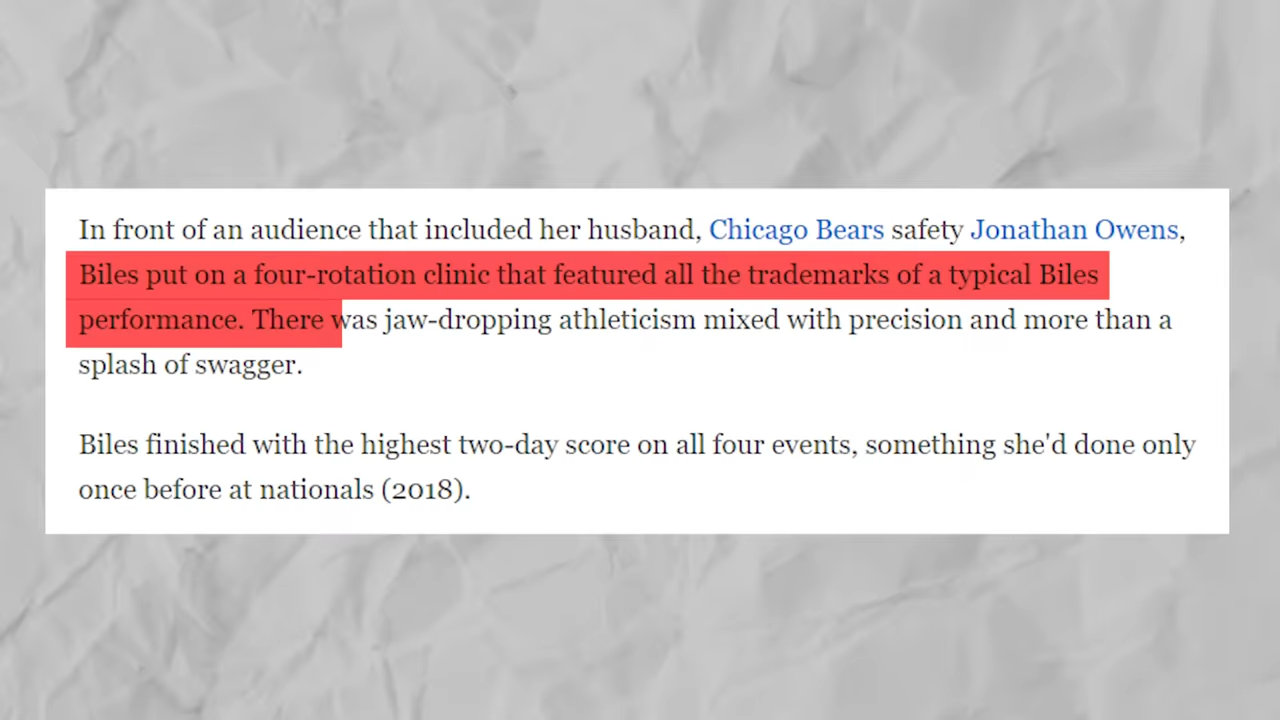 In front of an audience that included her husband, Chicago Bears safety Jonathan Owens,
Biles put on a four-rotation clinic that featured all the trademarks of a typical Biles
performance. There was jaw-dropping athleticism mixed with precision and more than a
splash of swagger.
Biles finished with the highest two-day score on all four events, something she'd done only
once before at nationals (2018).